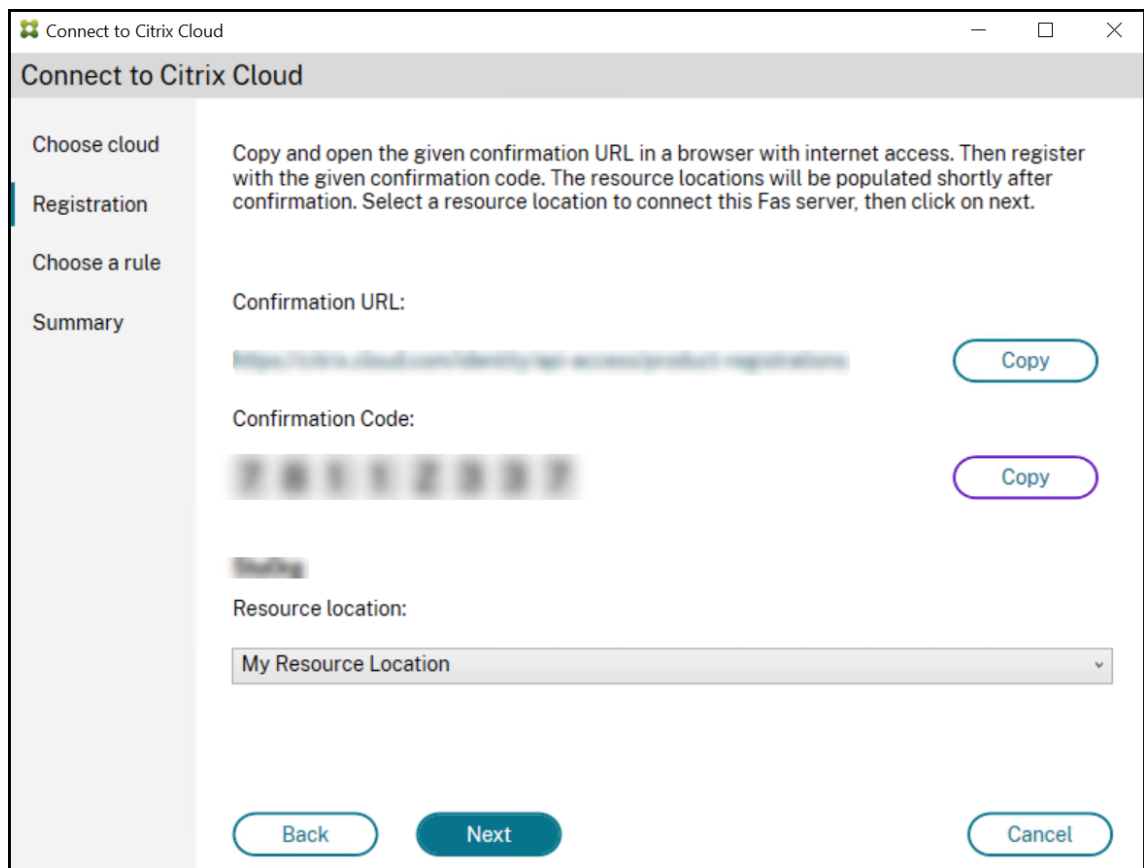 Connect to Citrix Cloud
Connect to Citrix Cloud
Choose cloud
Registration
Choose a rule
Summary
Copy and open the given confirmation URL in a browser with internet access. Then register
with the given confirmation code. The resource locations will be populated shortly after
confirmation. Select a resource location to connect this Fas server, then click on next.
Confirmation URL:
Copy
Confirmation Code:
Copy
Resource location:
My Resource Location
Back
Next
Cancel